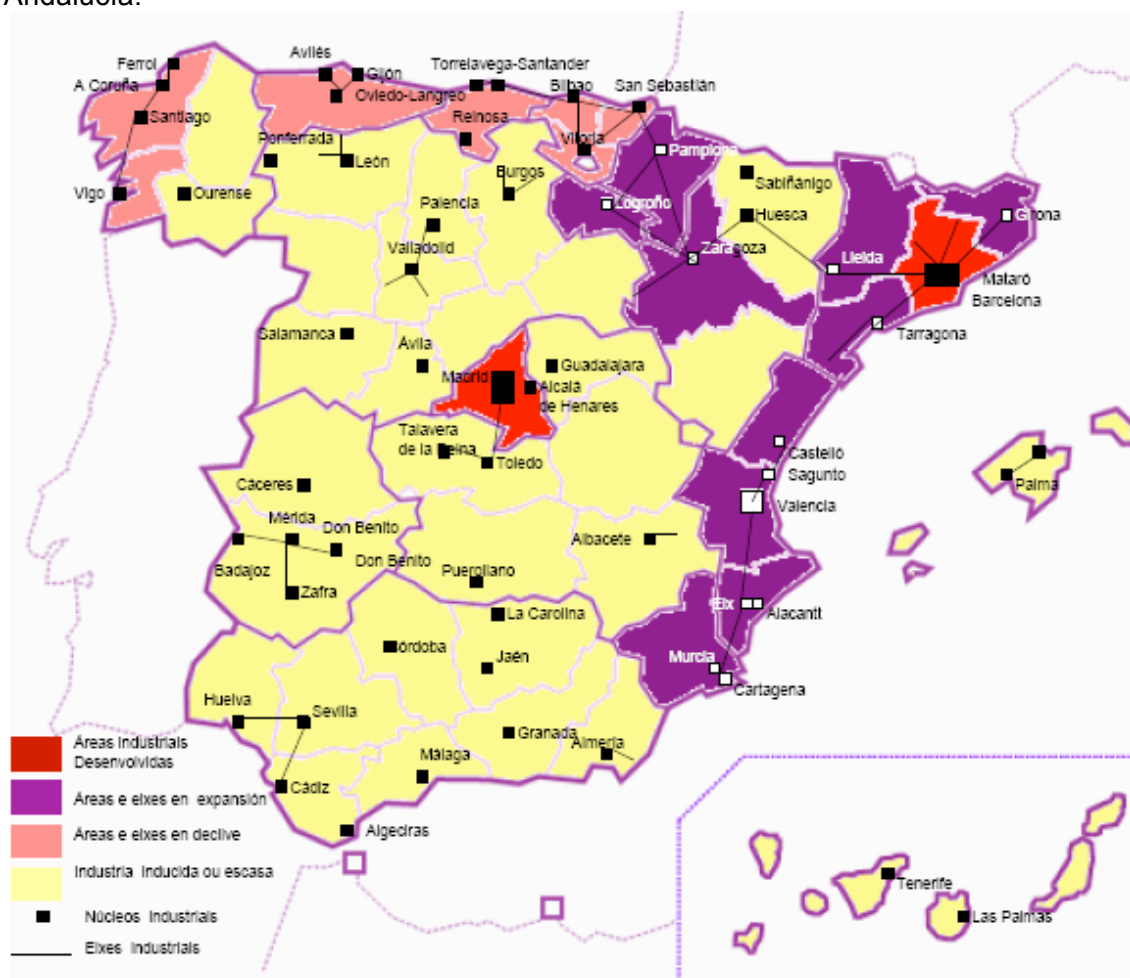 Andalucía.
Ferrol
A Coruña
Santiago
Vigo
Ourense
Avilés
Gijón
Oviedo-Langreo
Torrelavega-Santander
Reinosa
Bilbao
San Sebastián
Vitoria
Pamplona
Logroño
Ponferrada
León
Burgos
Palencia
Valladolid
Sabiñánigo
Huesca
Zaragoza
Lleida
Girona
Mataró
Barcelona
Tarragona
Salamanca
Ávila
Madrid
Guadalajara
Alcalá
de Henares
Talavera
de la Reina
Toledo
Castelló
Sagunto
Valencia
Palma
Cáceres
Mérida
Don Benito
Don Benito
Badajoz
Zafra
Albacete
Puerollano
Elx
Alacantt
Murcia
Cartagena
La Carolina
Córdoba
Jaén
Huelva
Sevilla
Granada
Almería
Málaga
Cádiz
Algeciras
Tenerife
Las Palmas
Áreas Industriais
Desenvolvidas
Áreas e eixes en expansión
Áreas e eixes en declive
Industria Inducida ou escasa
Núcleos Industriais
Eixes Industriais